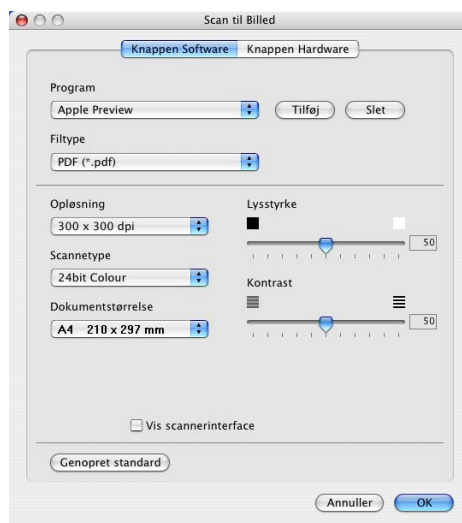 Scan til Billed
Knappen Software Knappen Hardware
Program
Apple Preview Tilføj Slet
Filtype
PDF (*.pdf)
Opløsning Lysstyrke
300 x 300 dpi 50
Scannetype
24bit Colour Kontrast
Dokumentstørrelse
A4 210 x 297 mm 50
Vis scannerinterface
Genopret standard
Annuller OK